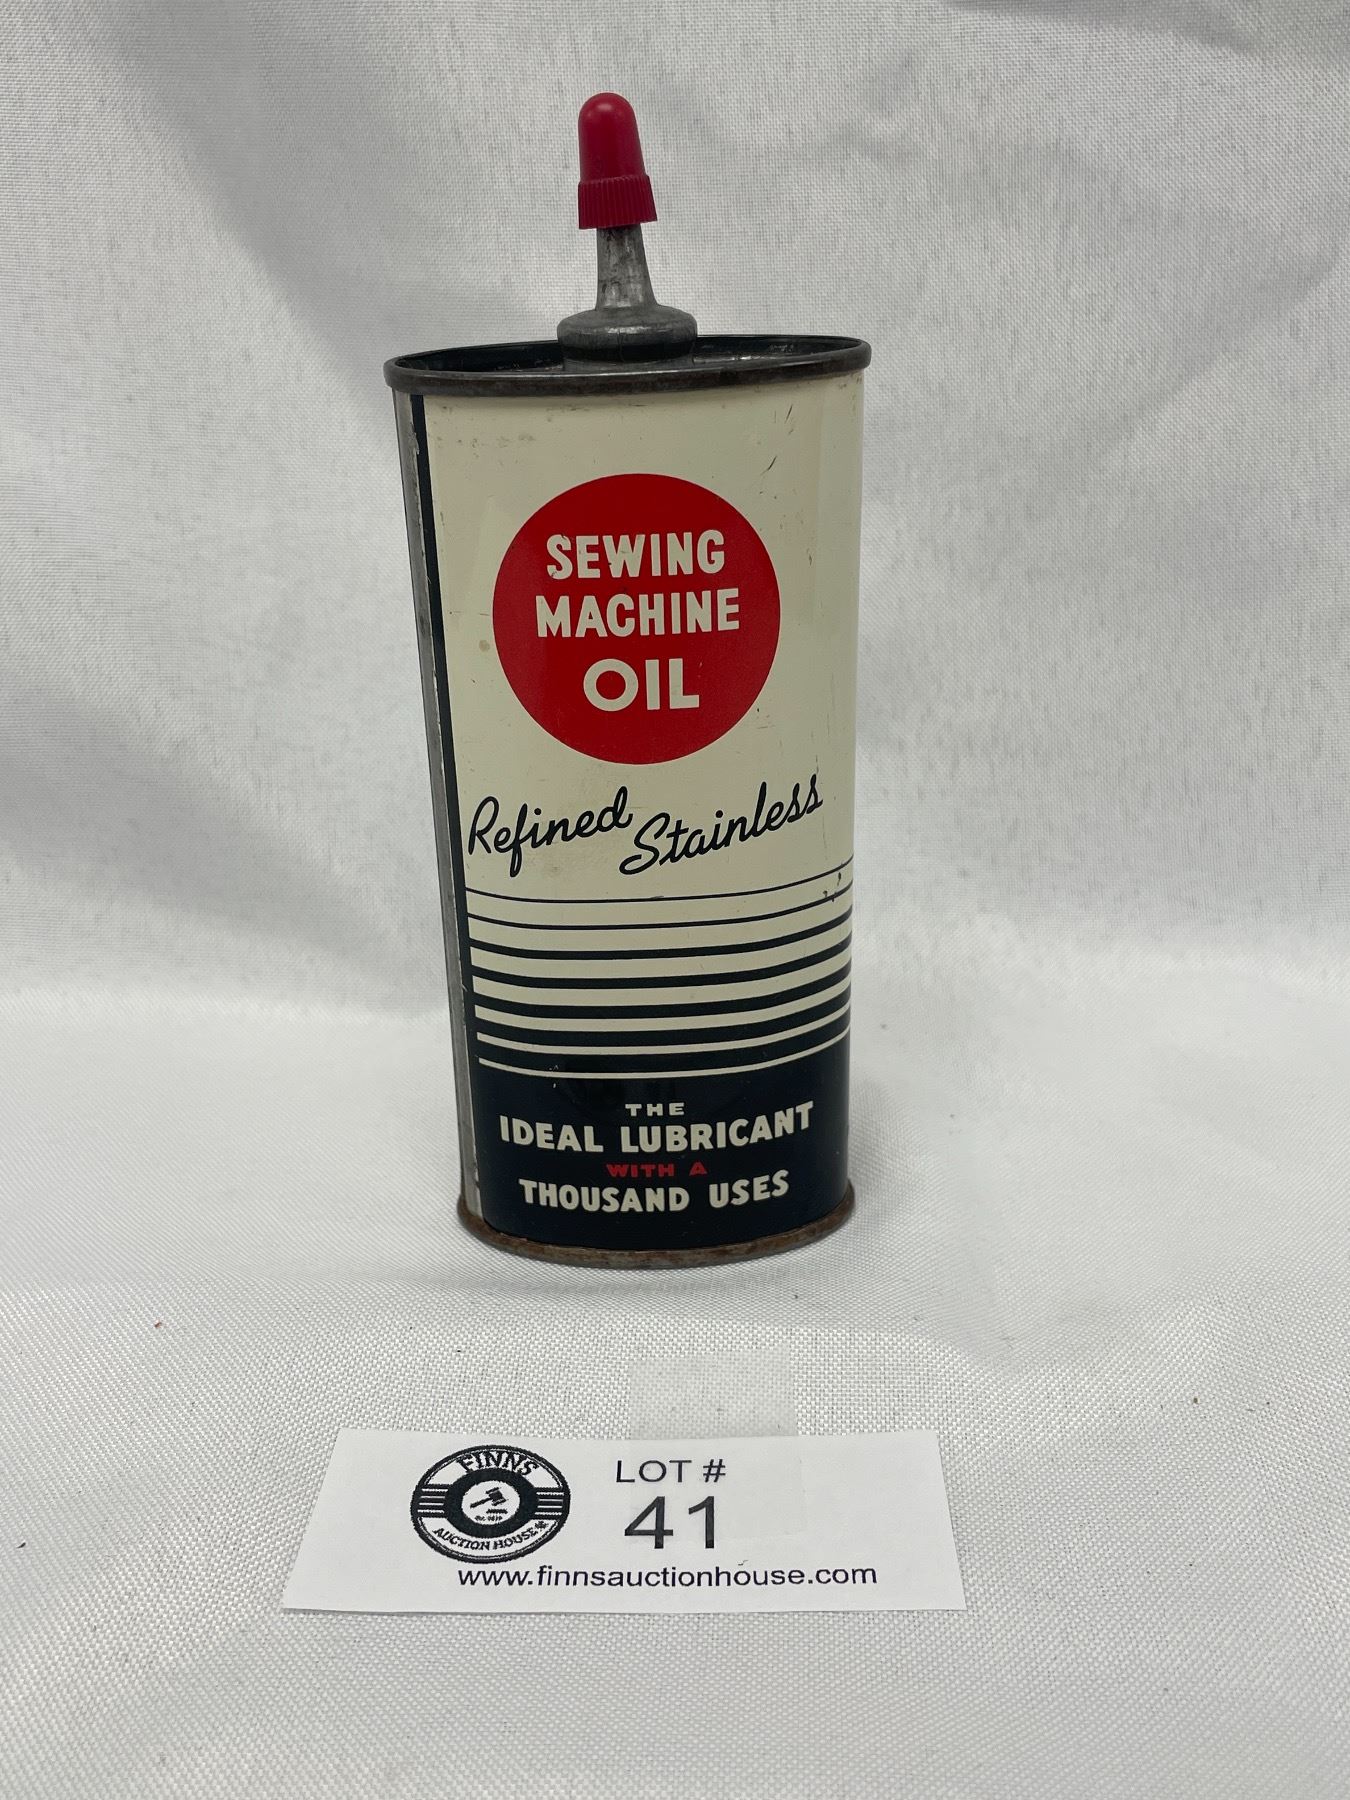 SEWING
MACHINE
OIL
Refined Stainless
THE
IDEAL LUBRICANT
WITH A
THOUSAND USES
FINNS
AUCTION HOUSE
LOT #
41
www.finnsauctionhouse.com